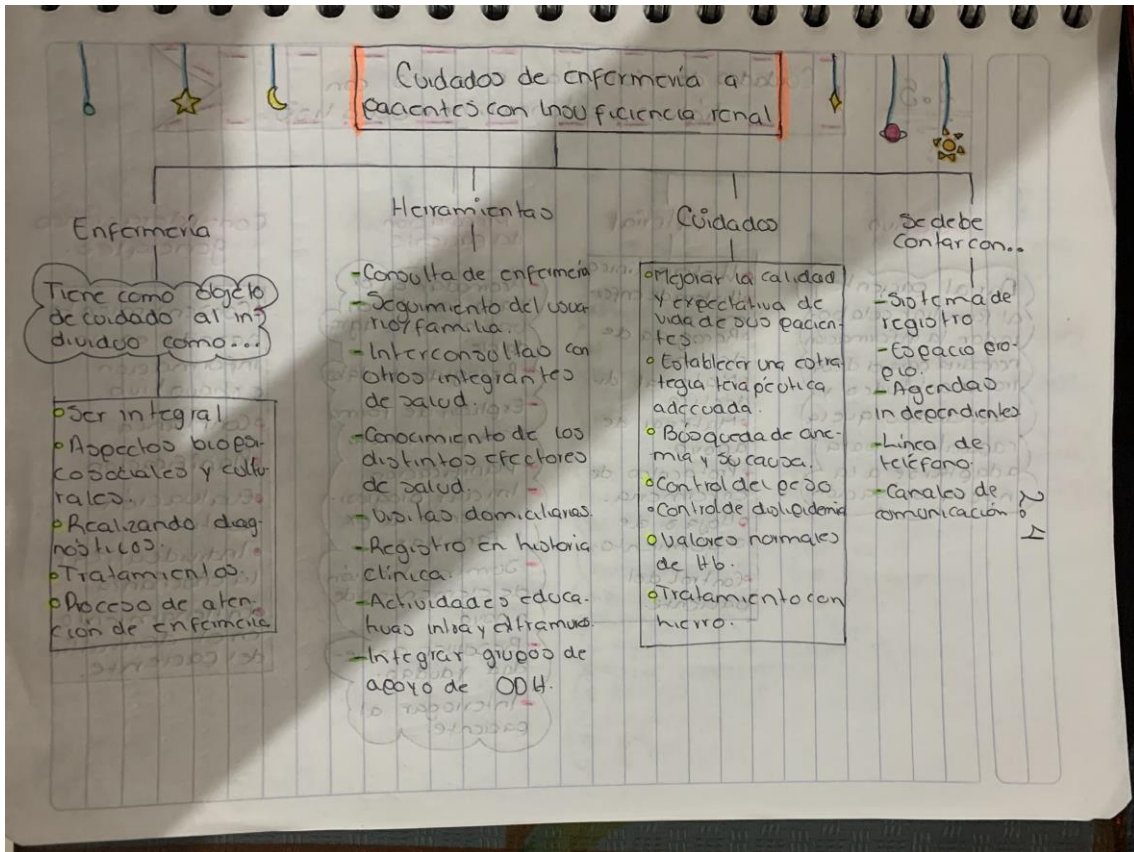 Cuidados de enfermería a
pacientes con insuficiencia renal
Enfermería
Tiene como objeto
de cuidado al in-
dividuo como...
Ser integral
Aspectos biopsi-
cosociales y cultu-
rales.
Realizando diag-
nósticos.
Tratamientos.
Proceso de aten-
ción de enfermería
Herramientas
-Consulta de enfermería
-Seguimiento del usua-
rio y familia.
-Interconsultas con
otros integrantes
de salud.
-Conocimiento de los
distintos efectores
de salud
-Visitas domiciliarias.
-Registro en historia
clínica.
-Actividades educa-
tivas intra y extramuros
-Integrar grupos de
apoyo de ODH.
Cuidados
Mejorar la calidad
y expectativa de
vida de sus pacien-
tes
Establecer una estra-
tegia terapéutica
adecuada.
Búsqueda de ane-
mia y su causa.
Control del peso
Control de dislipidemia
Valores normales
de Hb.
Tratamiento con
hierro.
Se debe
contar con..
-Sistema de
registro
-Espacio pro-
pio.
-Agendas
independientes
-Línea de
teléfono.
-Canales de
comunicación
2.4